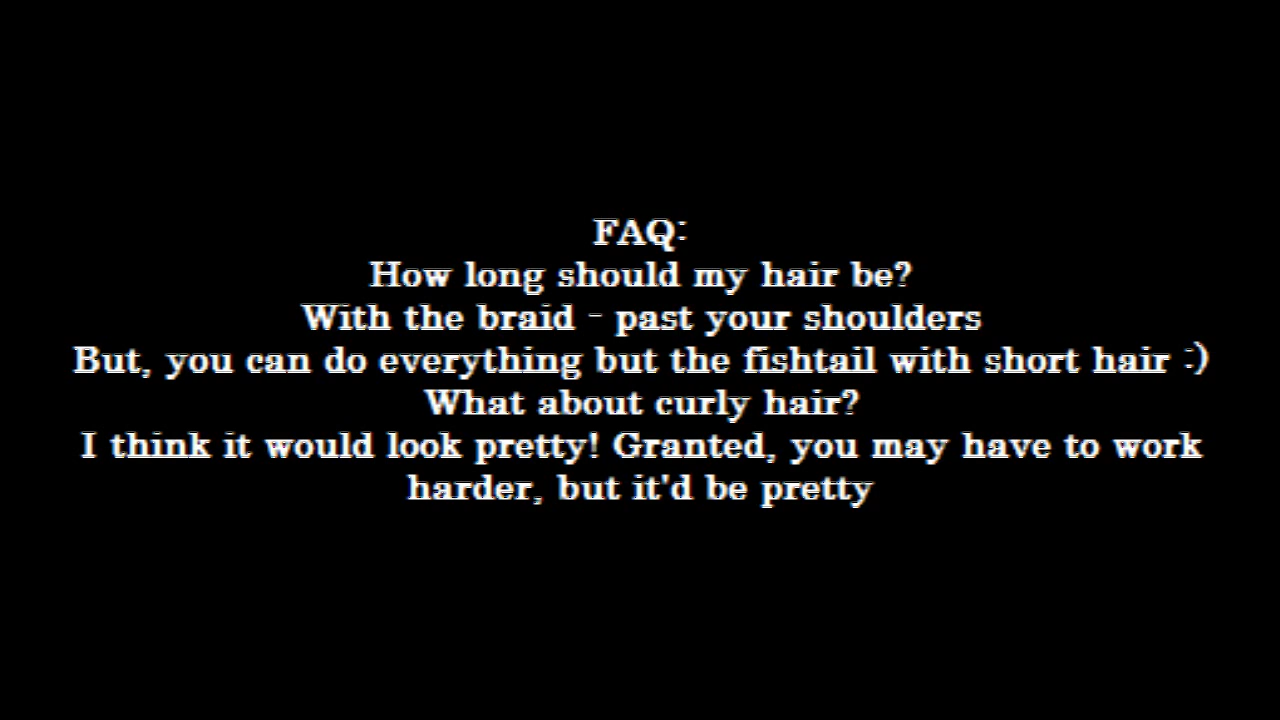 FAQ:
How long should my hair be?
With the braid - past your shoulders
But, you can do everything but the fishtail with short hair :)
What about curly hair?
I think it would look pretty! Granted, you may have to work
harder, but it'd be pretty